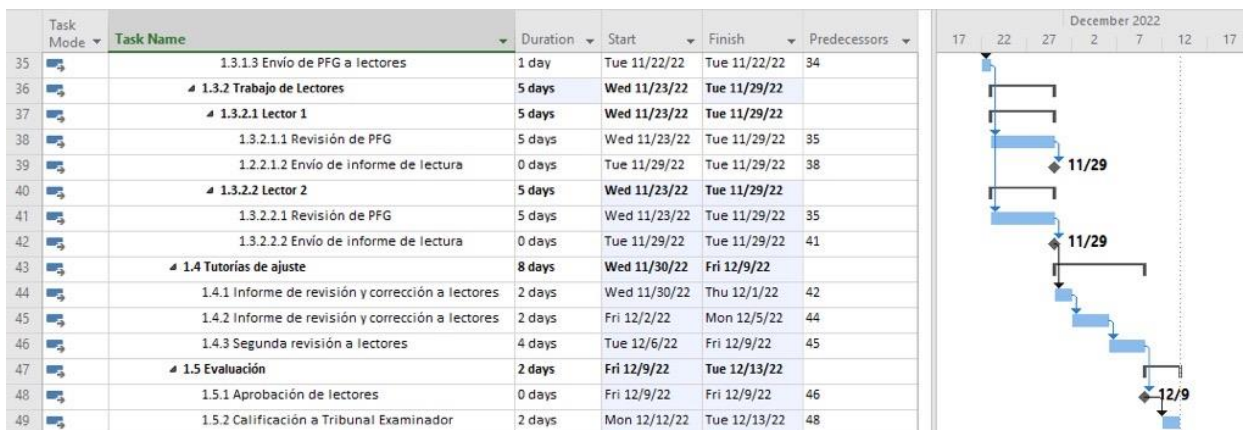 Task Mode Task Name Duration Start Finish Predecessors
December 2022
17 22 27 2 7 12 17
35 1.3.1.3 Envío de PFG a lectores 1 day Tue 11/22/22 Tue 11/22/22 34
36 1.3.2 Trabajo de Lectores 5 days Wed 11/23/22 Tue 11/29/22
37 1.3.2.1 Lector 1 5 days Wed 11/23/22 Tue 11/29/22
38 1.3.2.1.1 Revisión de PFG 5 days Wed 11/23/22 Tue 11/29/22 35
39 1.2.2.1.2 Envío de informe de lectura 0 days Tue 11/29/22 Tue 11/29/22 38 11/29
40 1.3.2.2 Lector 2 5 days Wed 11/23/22 Tue 11/29/22
41 1.3.2.2.1 Revisión de PFG 5 days Wed 11/23/22 Tue 11/29/22 35
42 1.3.2.2.2 Envío de informe de lectura 0 days Tue 11/29/22 Tue 11/29/22 41 11/29
43 1.4 Tutorías de ajuste 8 days Wed 11/30/22 Fri 12/9/22
44 1.4.1 Informe de revisión y corrección a lectores 2 days Wed 11/30/22 Thu 12/1/22 42
45 1.4.2 Informe de revisión y corrección a lectores 2 days Fri 12/2/22 Mon 12/5/22 44
46 1.4.3 Segunda revisión a lectores 4 days Tue 12/6/22 Fri 12/9/22 45
47 1.5 Evaluación 2 days Fri 12/9/22 Tue 12/13/22
48 1.5.1 Aprobación de lectores 0 days Fri 12/9/22 Fri 12/9/22 46 12/9
49 1.5.2 Calificación a Tribunal Examinador 2 days Mon 12/12/22 Tue 12/13/22 48